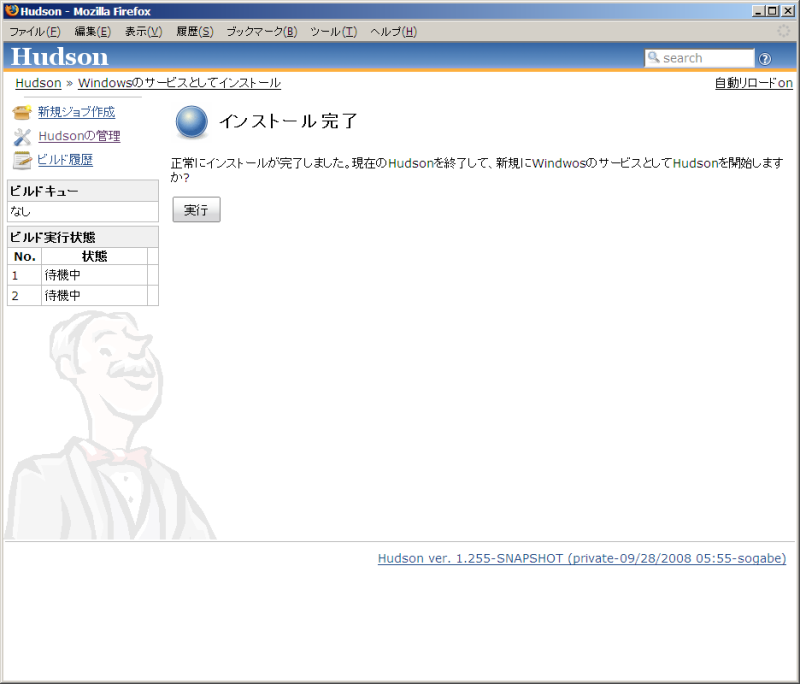 Hudson - Mozilla Firefox
ファイル(F) 編集(E) 表示(V) 履歴(S) ブックマーク(B) ツール(T) ヘルプ(H)
Hudson
search
Hudson » Windowsのサービスとしてインストール
自動リロードon
新規ジョブ作成
Hudsonの管理
ビルド履歴
ビルドキュー
なし
ビルド実行状態
No. 状態
1 待機中
2 待機中
インストール完了
正常にインストールが完了しました。現在のHudsonを終了して、新規にWindwosのサービスとしてHudsonを開始します
か?
実行
Hudson ver. 1.255-SNAPSHOT (private-09/28/2008 05:55-sogabe)